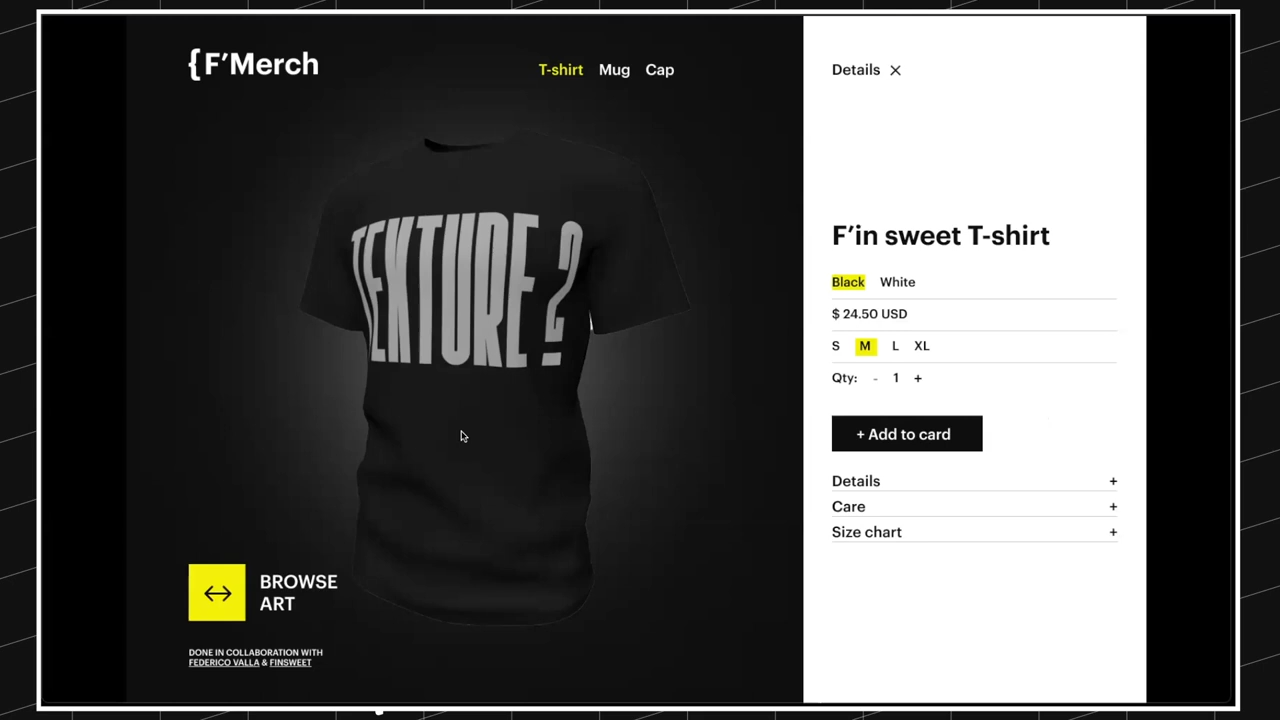 {F’Merch
T-shirt Mug Cap
TEXTURE ?
BROWSE
ART
DONE IN COLLABORATION WITH
FEDERICO VALLA & FINSWEET
Details ×
F’in sweet T-shirt
Black White
$ 24.50 USD
S M L XL
Qty: - 1 +
+ Add to card
Details +
Care +
Size chart +